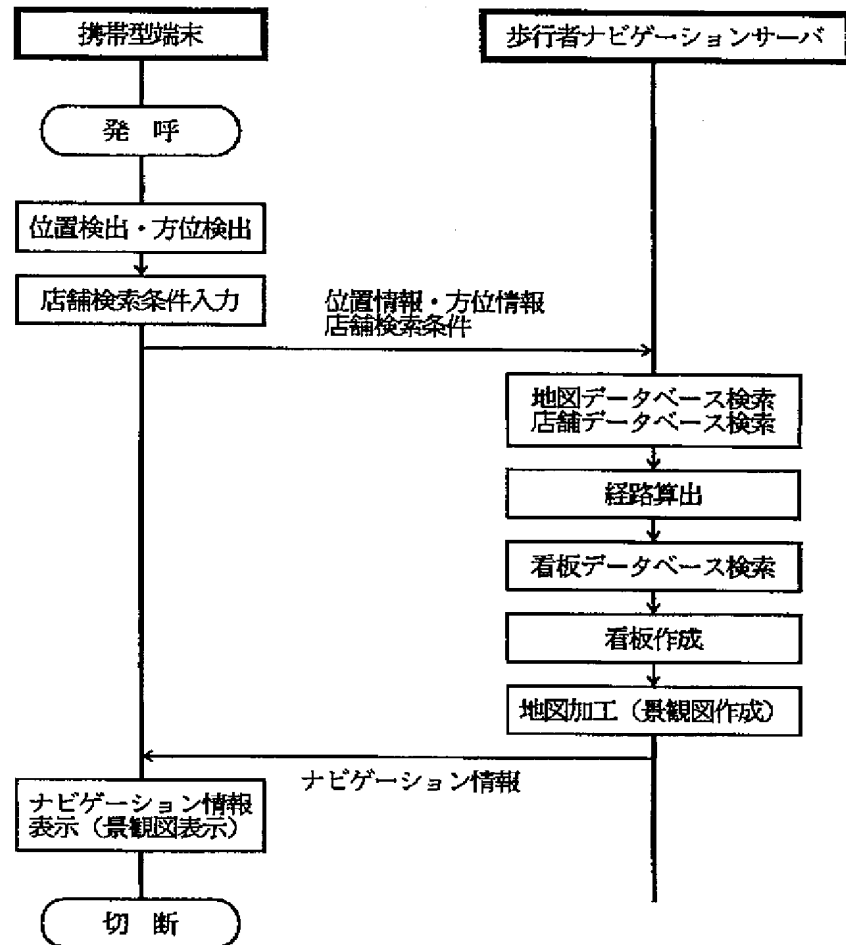 携帯型端末
歩行者ナビゲーションサーバ
発 呼
位置検出・方位検出
店舗検索条件入力
位置情報・方位情報
店舗検索条件
地図データベース検索
店舗データベース検索
経路算出
看板データベース検索
看板作成
地図加工（景観図作成）
ナビゲーション情報
ナビゲーション情報
表示（景観図表示）
切 断